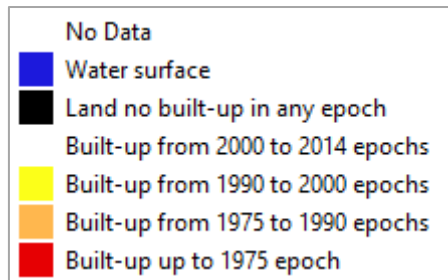 No Data
Water surface
Land no built-up in any epoch
Built-up from 2000 to 2014 epochs
Built-up from 1990 to 2000 epochs
Built-up from 1975 to 1990 epochs
Built-up up to 1975 epoch